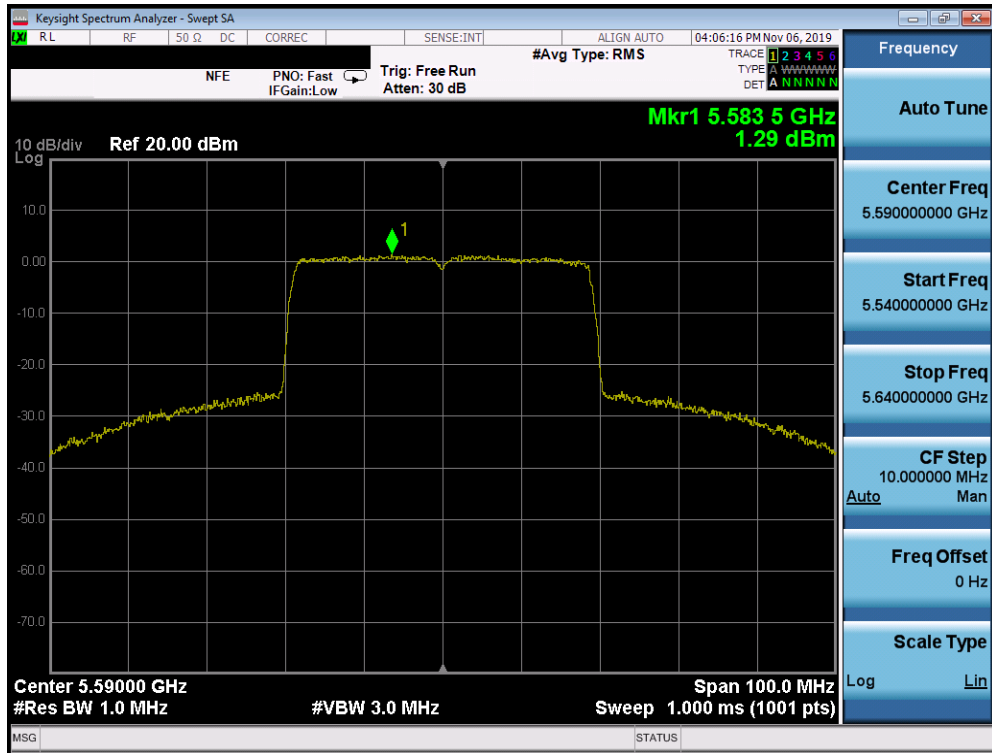 Keysight Spectrum Analyzer - Swept SA
LXI RL RF 50 Ω DC CORREC SENSE:INT ALIGN AUTO 04:06:16 PM Nov 06, 2019
NFE PNO: Fast Trig: Free Run #Avg Type: RMS TRACE 1 2 3 4 5 6
IFGain:Low Atten: 30 dB TYPE A WWWWW
DET A N N N N N
Frequency
Mkr1 5.583 5 GHz
1.29 dBm
10 dB/div Ref 20.00 dBm
Log
10.0
0.00
-10.0
-20.0
-30.0
-40.0
-50.0
-60.0
-70.0
1
Center 5.59000 GHz Span 100.0 MHz
#Res BW 1.0 MHz #VBW 3.0 MHz Sweep 1.000 ms (1001 pts)
MSG STATUS
Auto Tune
Center Freq
5.590000000 GHz
Start Freq
5.540000000 GHz
Stop Freq
5.640000000 GHz
CF Step
10.000000 MHz
Auto Man
Freq Offset
0 Hz
Scale Type
Log Lin